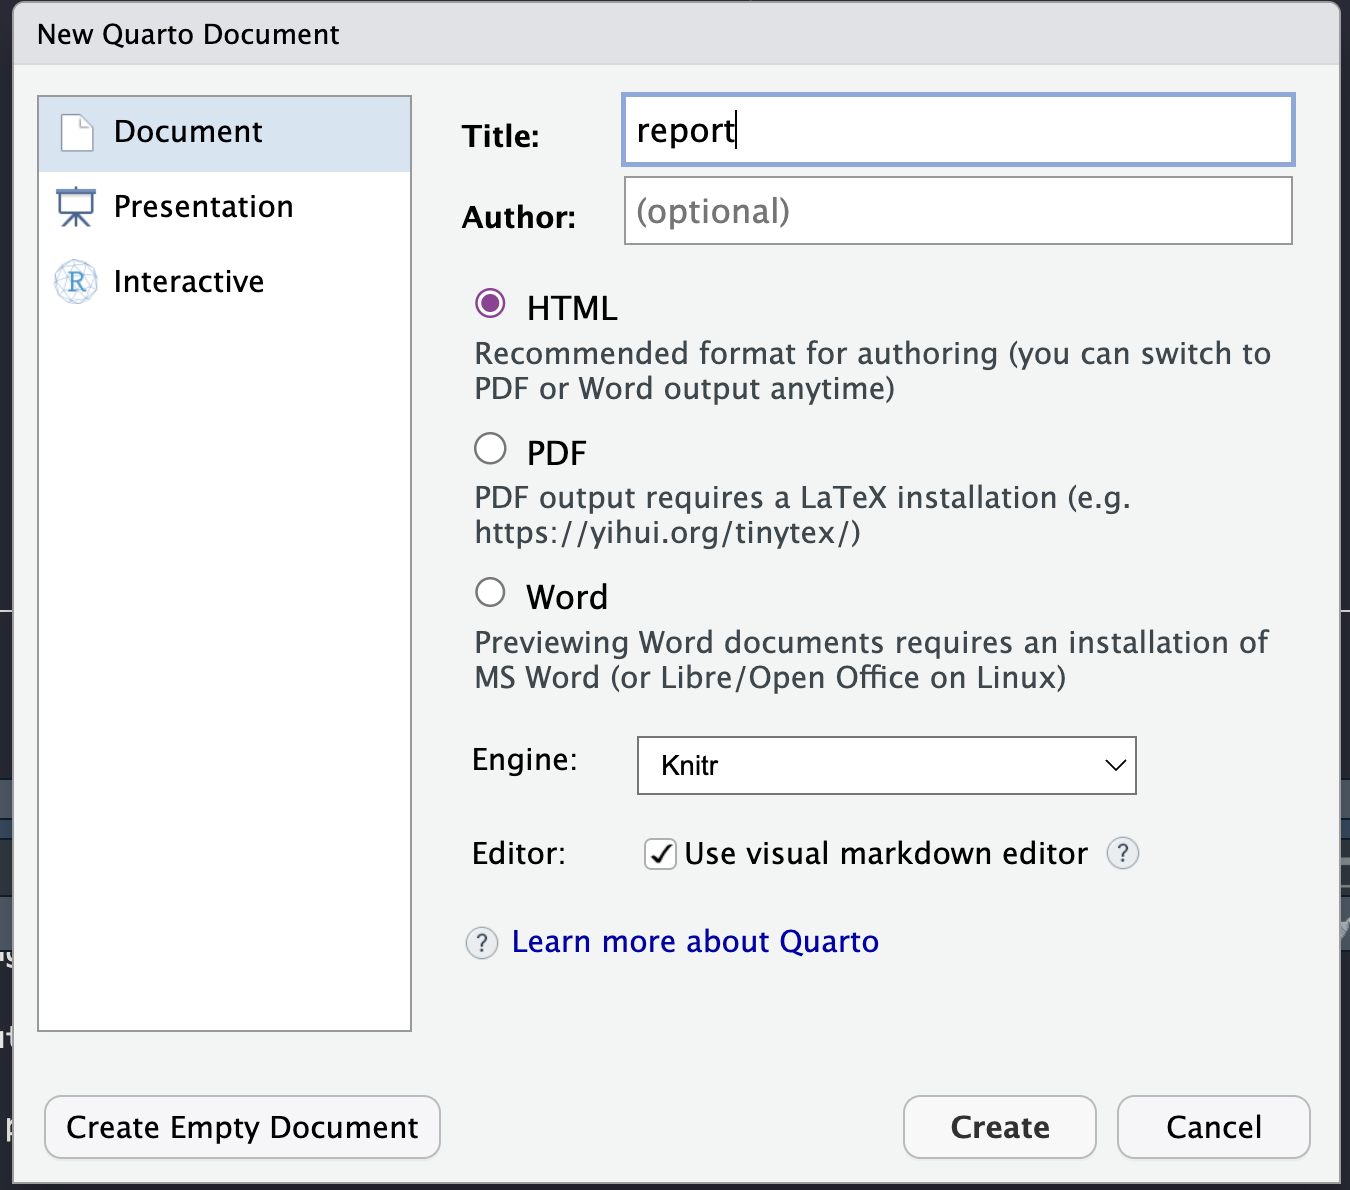 New Quarto Document
Document
Presentation
Interactive
Title:
report
Author:
(optional)
HTML
Recommended format for authoring (you can switch to
PDF or Word output anytime)
PDF
PDF output requires a LaTeX installation (e.g.
https://yihui.org/tinytex/)
Word
Previewing Word documents requires an installation of
MS Word (or Libre/Open Office on Linux)
Engine:
Knitr
Editor:
Use visual markdown editor ?
? Learn more about Quarto
Create Empty Document
Create
Cancel